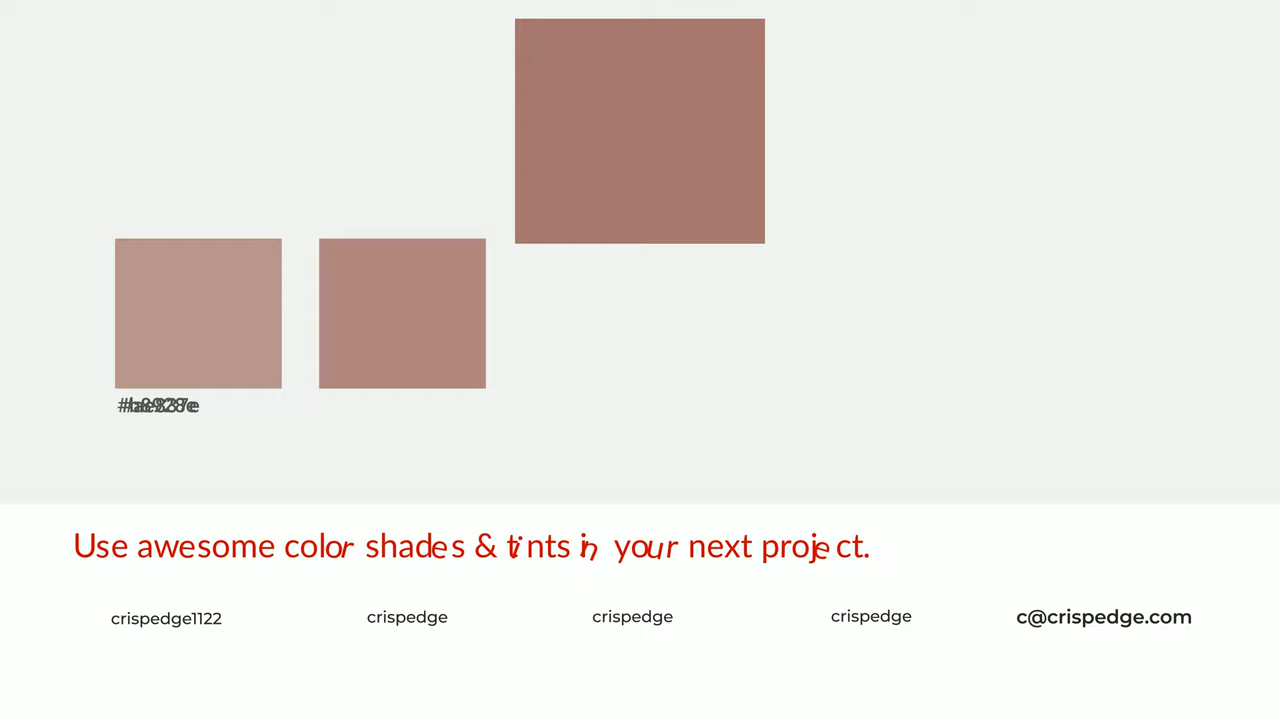 Use awesome color shades & tints in your next project.
crispedge1122 crispedge crispedge crispedge c@crispedge.com